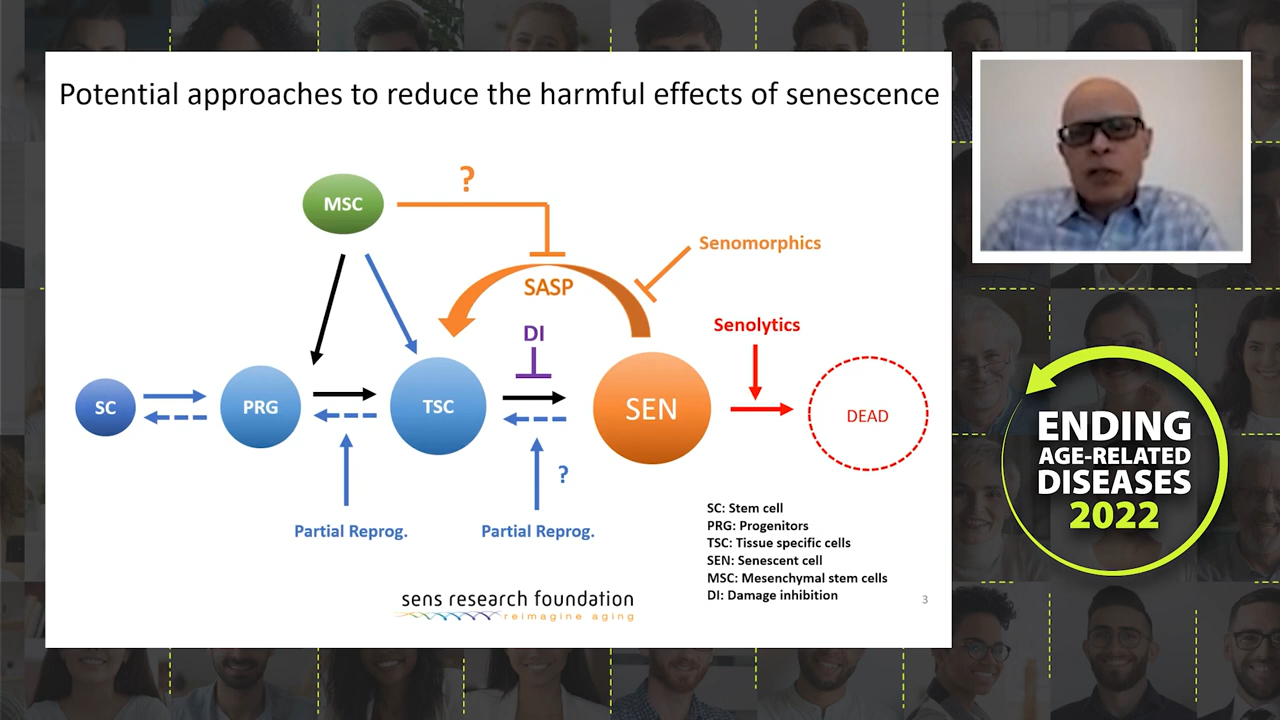 Potential approaches to reduce the harmful effects of senescence
?
MSC
Senomorphics
SASP
Senolytics
DI
SC
PRG
TSC
SEN
DEAD
?
Partial Reprog.
Partial Reprog.
SC: Stem cell
PRG: Progenitors
TSC: Tissue specific cells
SEN: Senescent cell
MSC: Mesenchymal stem cells
DI: Damage inhibition
sens research foundation
reimagine aging
3
ENDING
AGE-RELATED
DISEASES
2022